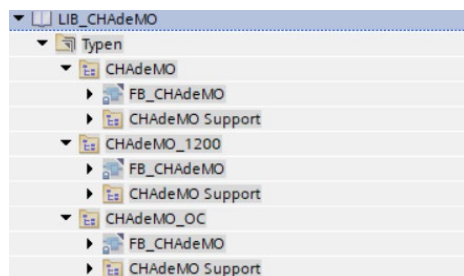 LIB_CHAdeMO
Typen
CHAdeMO
FB_CHAdeMO
CHAdeMO Support
CHAdeMO_1200
FB_CHAdeMO
CHAdeMO Support
CHAdeMO_OC
FB_CHAdeMO
CHAdeMO Support